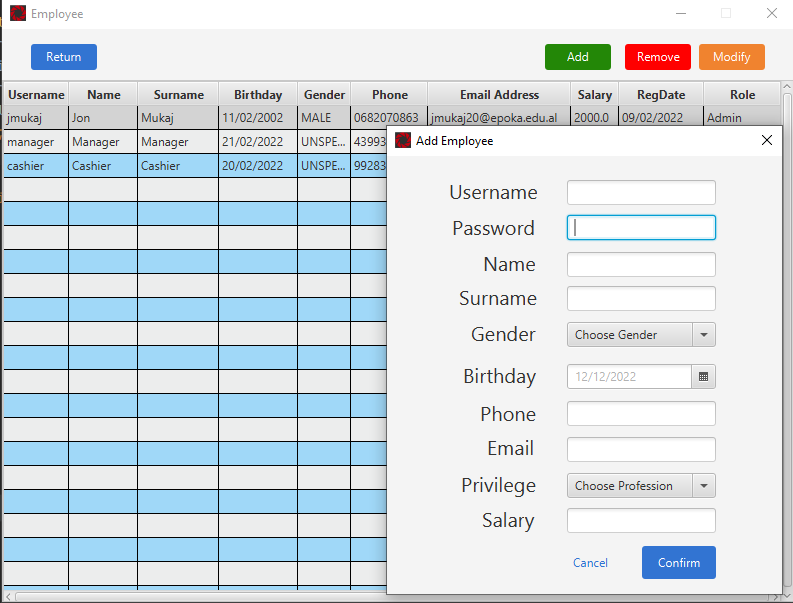 Employee
Return Add Remove Modify
Username Name Surname Birthday Gender Phone Email Address Salary RegDate Role
jmukaj Jon Mukaj 11/02/2002 MALE 0682070863 jmukaj20@epoka.edu.al 2000.0 09/02/2022 Admin
manager Manager Manager 21/02/2022 UNSPE... 43993
cashier Cashier Cashier 20/02/2022 UNSPE... 99283
Add Employee
Username
Password
Name
Surname
Gender Choose Gender
Birthday 12/12/2022
Phone
Email
Privilege Choose Profession
Salary
Cancel Confirm